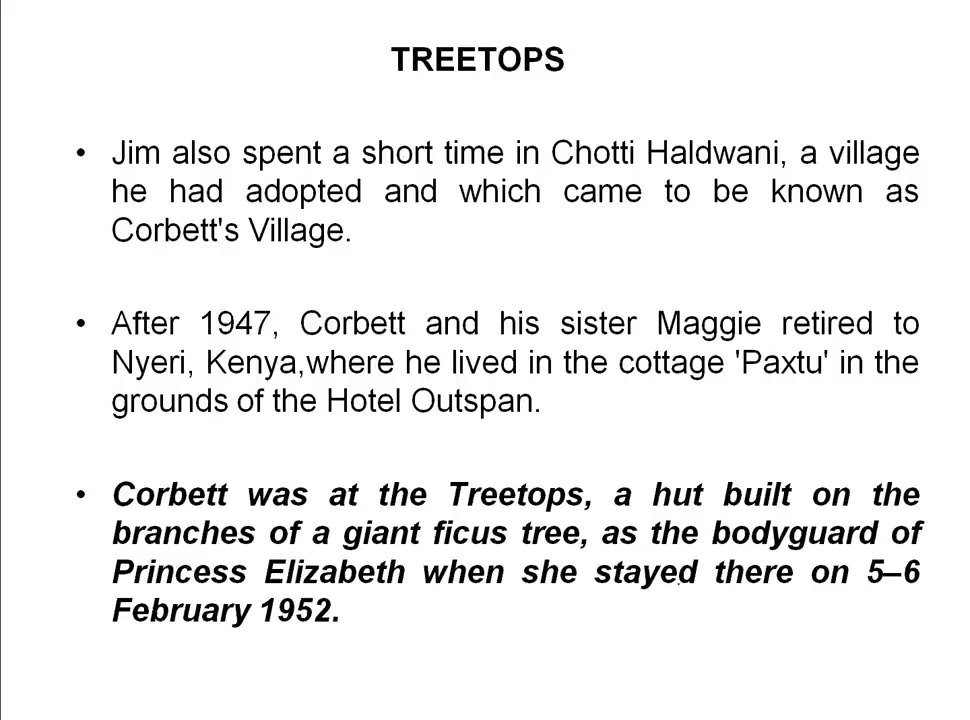 TREETOPS
• Jim also spent a short time in Chotti Haldwani, a village
he had adopted and which came to be known as
Corbett's Village.
• After 1947, Corbett and his sister Maggie retired to
Nyeri, Kenya,where he lived in the cottage 'Paxtu' in the
grounds of the Hotel Outspan.
• Corbett was at the Treetops, a hut built on the
branches of a giant ficus tree, as the bodyguard of
Princess Elizabeth when she stayed there on 5–6
February 1952.